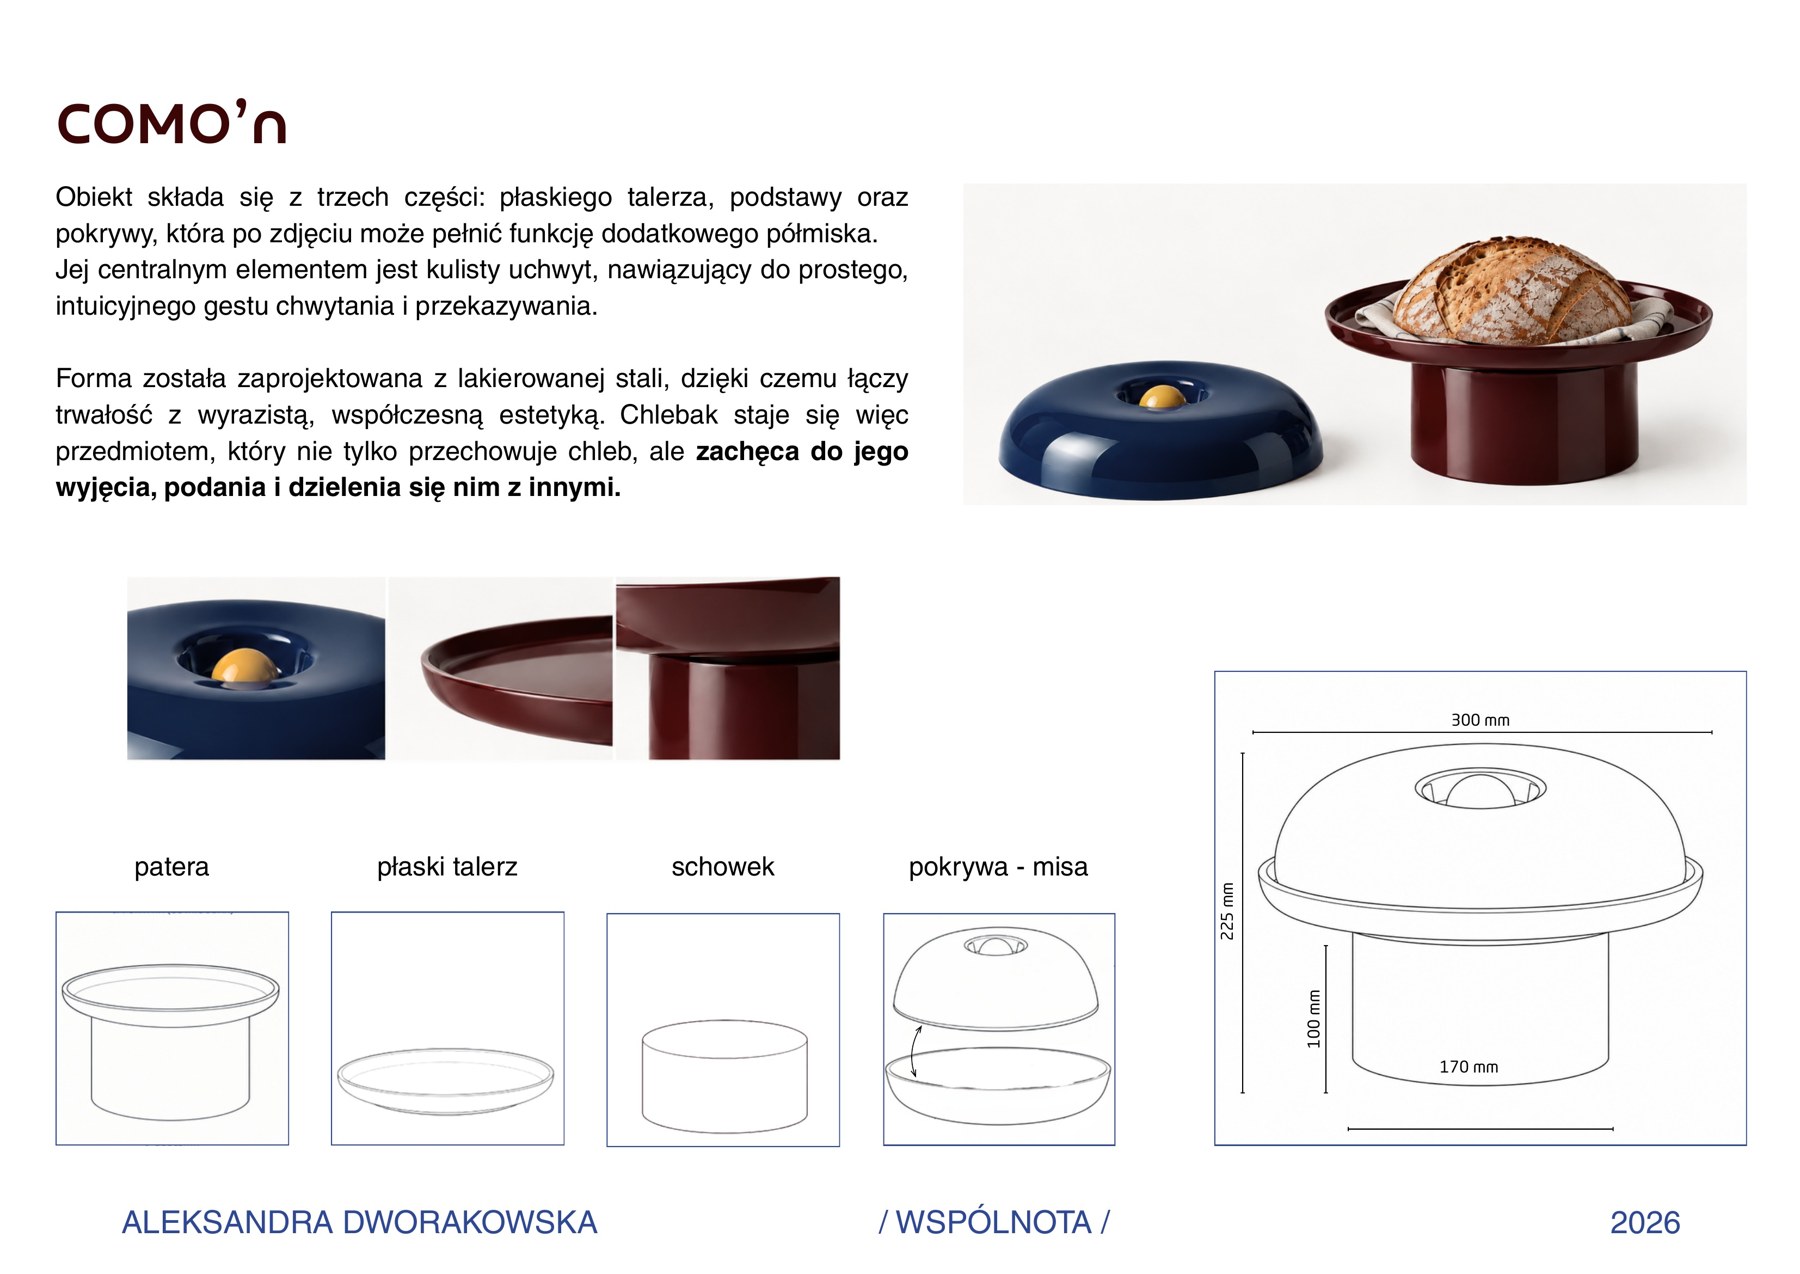 COMO’n
Obiekt składa się z trzech części: płaskiego talerza, podstawy oraz
pokrywy, która po zdjęciu może pełnić funkcję dodatkowego półmiska.
Jej centralnym elementem jest kulisty uchwyt, nawiązujący do prostego,
intuicyjnego gestu chwytania i przekazywania.
Forma została zaprojektowana z lakierowanej stali, dzięki czemu łączy
trwałość z wyrazistą, współczesną estetyką. Chlebak staje się więc
przedmiotem, który nie tylko przechowuje chleb, ale zachęca do jego
wyjęcia, podania i dzielenia się nim z innymi.
patera
płaski talerz
schowek
pokrywa - misa
300 mm
225 mm
100 mm
170 mm
ALEKSANDRA DWORAKOWSKA
/ WSPÓLNOTA /
2026